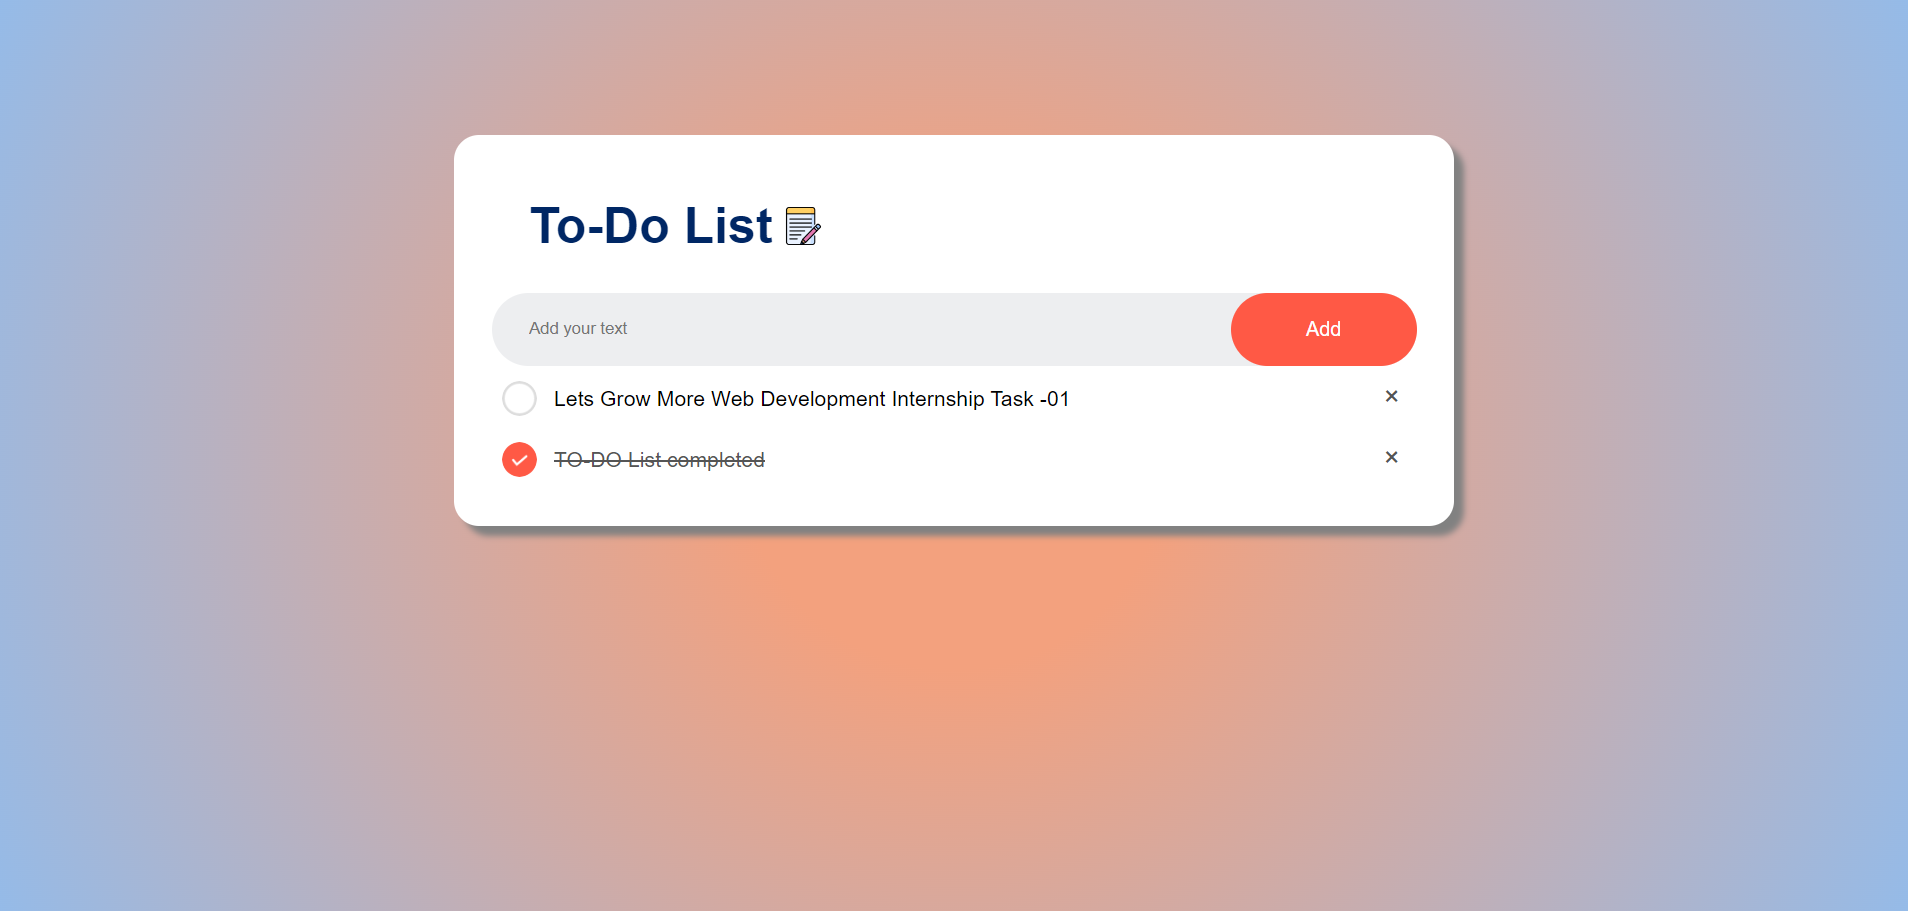 To-Do List
Add your text
Add
Lets Grow More Web Development Internship Task -01
×
TO-DO List completed
×